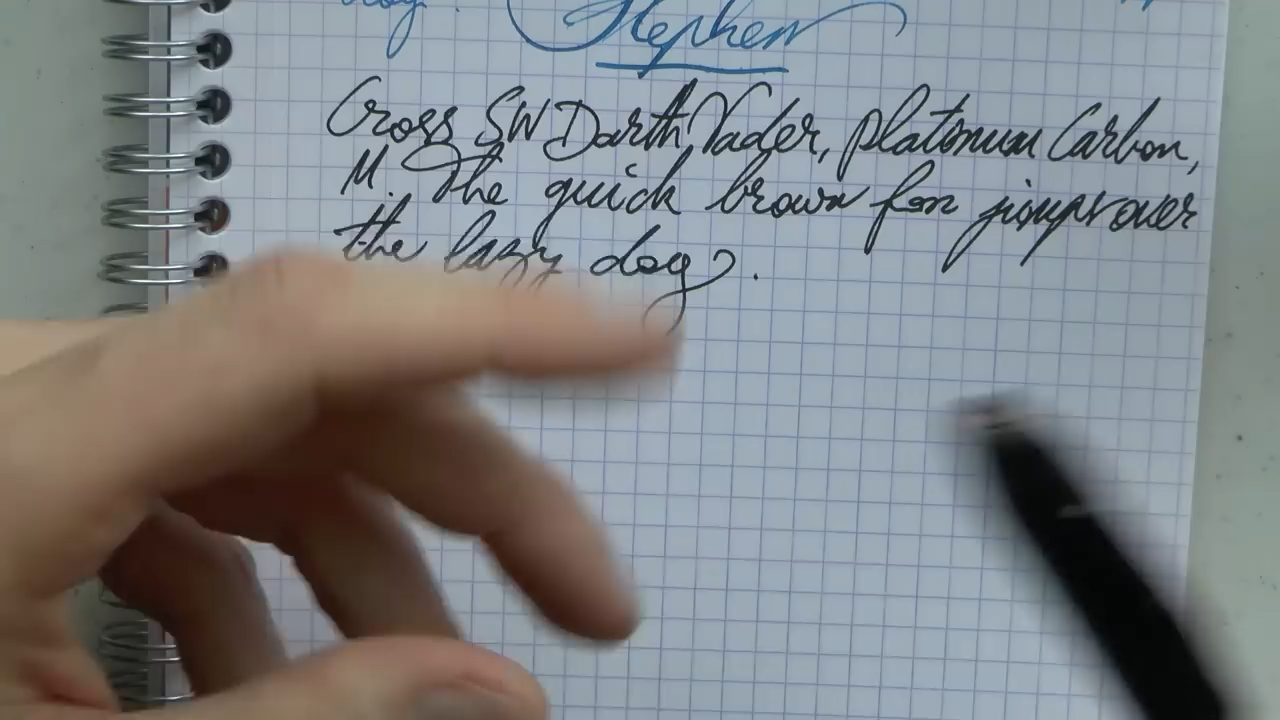 Stephen
Cross SW Darth Vader, Platinum Carbon,
M. The quick brown fox jumps over
the lazy dog.